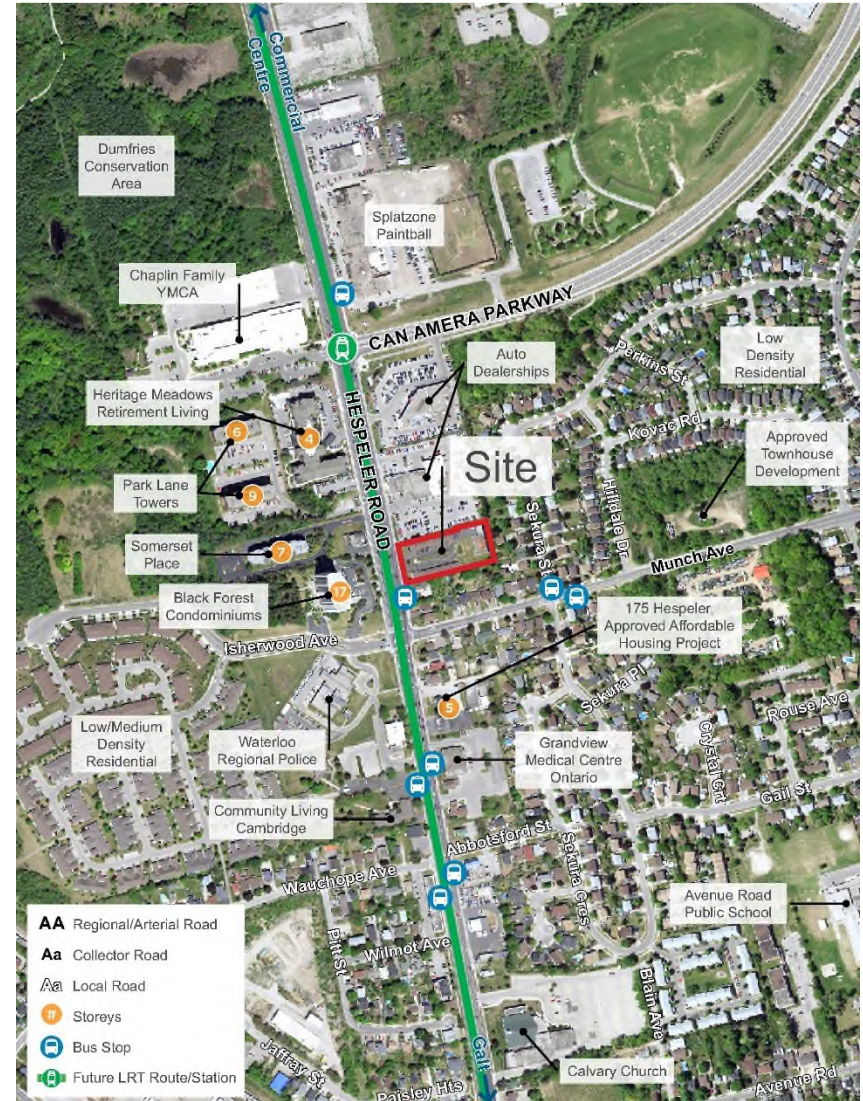 Commercial
Centre
Dumfries
Conservation
Area
Splatzone
Paintball
Chaplin Family
YMCA
CAN AMERA PARKWAY
Auto
Dealerships
Perkins St
Low
Density
Residential
Heritage Meadows
Retirement Living
HESPELER ROAD
Kovac Rd
6
4
Approved
Townhouse
Development
Site
Park Lane
Towers
9
Hilldale Dr
Sekura St
Somerset
Place
7
Munch Ave
Black Forest
Condominiums
17
175 Hespeler,
Approved Affordable
Housing Project
Isherwood Ave
Sekura Pl
5
Rouse Ave
Low/Medium
Density
Residential
Waterloo
Regional Police
Grandview
Medical Centre
Ontario
Crystal Crt
Gail St
Community Living
Cambridge
Abbotsford St
Sekura Cres
Wauchope Ave
Avenue Road
Public School
Pitt St
Wilmot Ave
Blain Ave
Galt
Calvary Church
Jaffray St
Paisley Hts
Avenue Rd
AA Regional/Arterial Road
Aa Collector Road
Aa Local Road
# Storeys
Bus Stop
Future LRT Route/Station